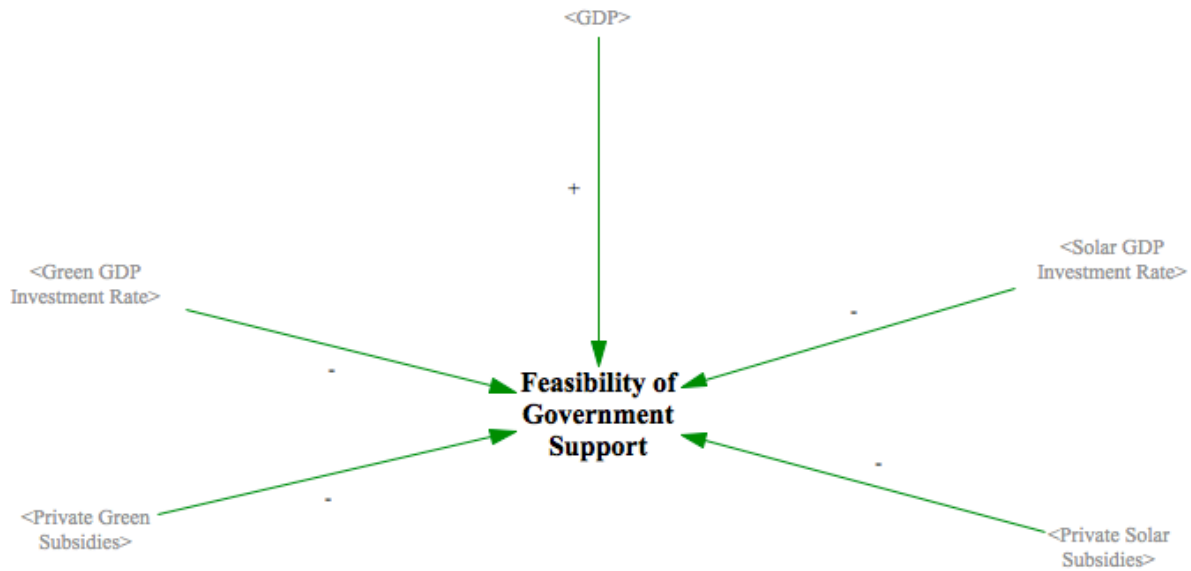 <GDP>
+
<Green GDP
Investment Rate>
<Solar GDP
Investment Rate>
-
-
Feasibility of
Government
Support
-
-
<Private Green
Subsidies>
<Private Solar
Subsidies>